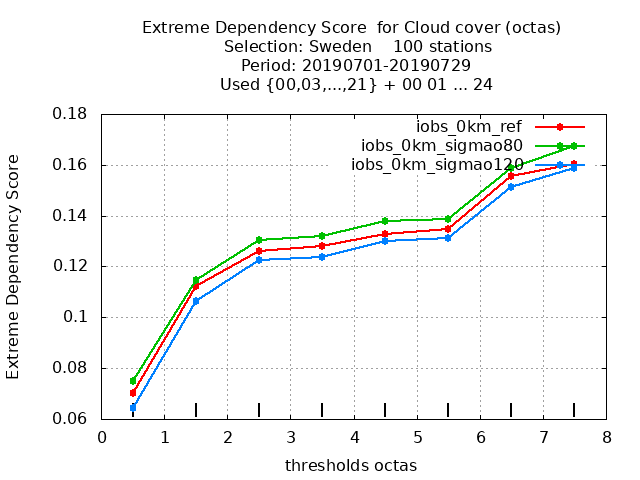 Extreme Dependency Score  for Cloud cover (octas)
Selection: Sweden    100 stations
Period: 20190701-20190729
Used {00,03,...,21} + 00 01 ... 24
Extreme Dependency Score
0.18
0.16
0.14
0.12
0.1
0.08
0.06
iobs_0km_ref
iobs_0km_sigmao80
iobs_0km_sigmao120
0 1 2 3 4 5 6 7 8
thresholds octas